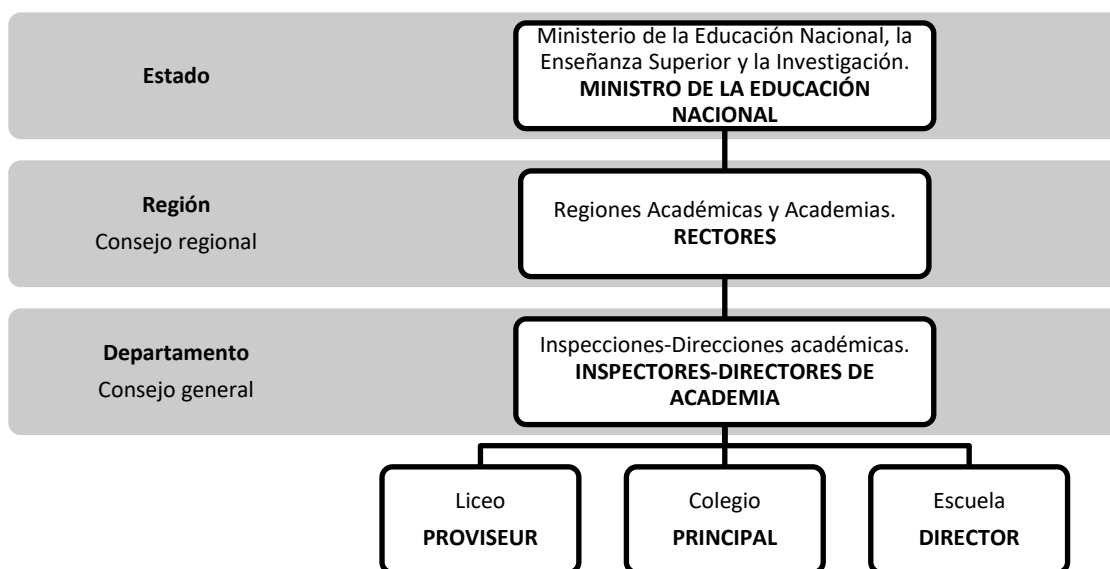 Estado
Ministerio de la Educación Nacional, la
Enseñanza Superior y la Investigación.
MINISTRO DE LA EDUCACIÓN
NACIONAL
Región
Consejo regional
Regiones Académicas y Academias.
RECTORES
Departamento
Consejo general
Inspecciones-Direcciones académicas.
INSPECTORES-DIRECTORES DE
ACADEMIA
Liceo
PROVISEUR
Colegio
PRINCIPAL
Escuela
DIRECTOR